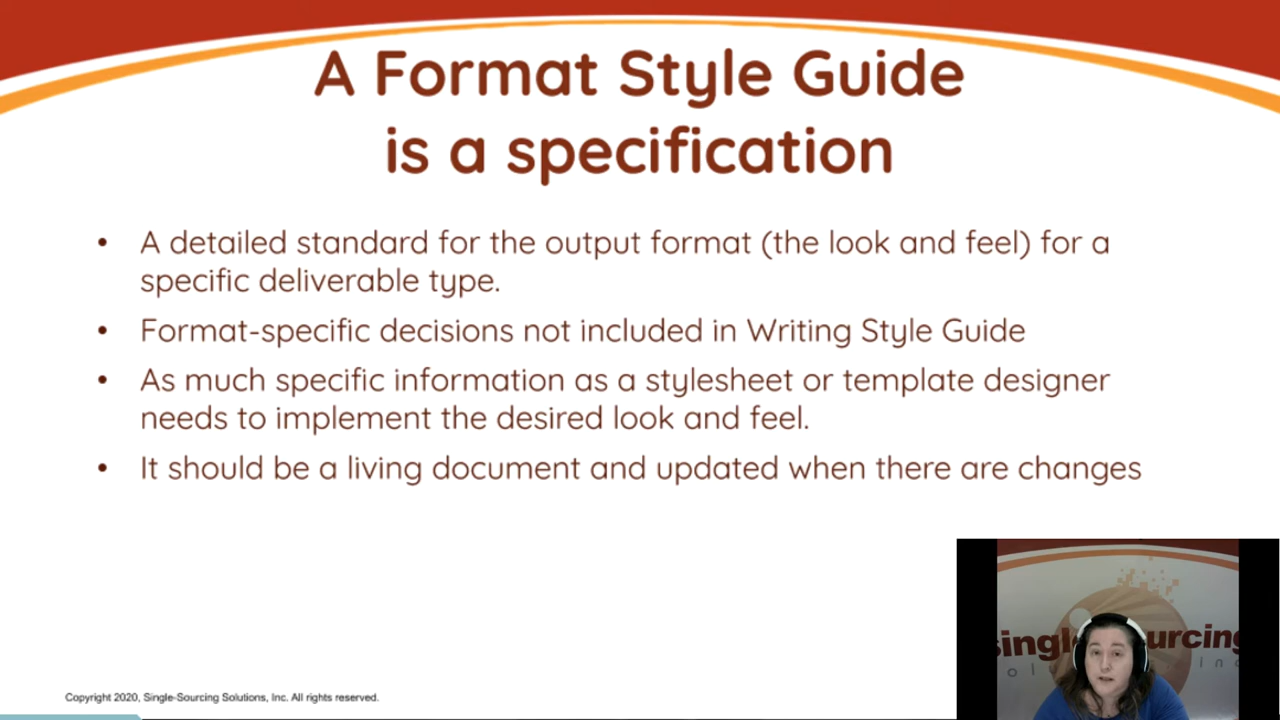 A Format Style Guide
is a specification
• A detailed standard for the output format (the look and feel) for a
specific deliverable type.
• Format-specific decisions not included in Writing Style Guide
• As much specific information as a stylesheet or template designer
needs to implement the desired look and feel.
• It should be a living document and updated when there are changes
Copyright 2020, Single-Sourcing Solutions, Inc. All rights reserved.